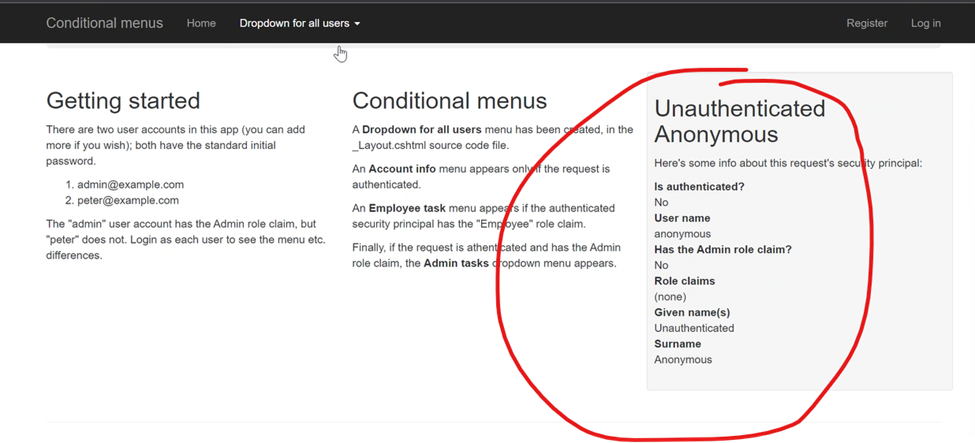 Conditional menus Home Dropdown for all users Register Log in
Getting started
There are two user accounts in this app (you can add
more if you wish); both have the standard initial
password.
1. admin@example.com
2. peter@example.com
The "admin" user account has the Admin role claim, but
"peter" does not. Login as each user to see the menu etc.
differences.
Conditional menus
A Dropdown for all users menu has been created, in the
_Layout.cshtml source code file.
An Account info menu appears only if the request is
authenticated.
An Employee task menu appears if the authenticated
security principal has the "Employee" role claim.
Finally, if the request is athenticated and has the Admin
role claim, the Admin tasks dropdown menu appears.
Unauthenticated
Anonymous
Here's some info about this request's security principal:
Is authenticated?
No
User name
anonymous
Has the Admin role claim?
No
Role claims
(none)
Given name(s)
Unauthenticated
Surname
Anonymous